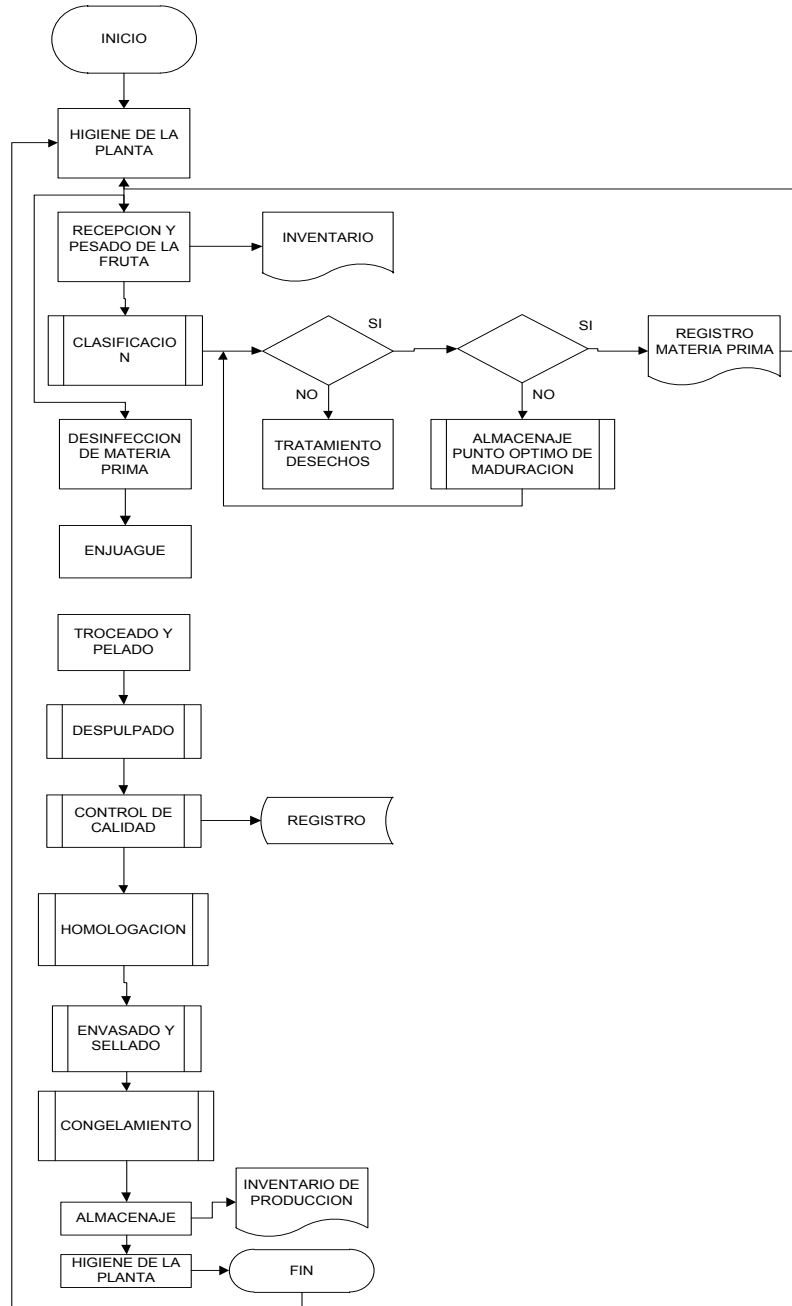 INICIO
HIGIENE DE LA
PLANTA
RECEPCION Y
PESADO DE LA
FRUTA
INVENTARIO
CLASIFICACIO
N
SI
NO
SI
NO
REGISTRO
MATERIA PRIMA
TRATAMIENTO
DESECHOS
ALMACENAJE
PUNTO OPTIMO DE
MADURACION
DESINFECCION
DE MATERIA
PRIMA
ENJUAGUE
TROCEADO Y
PELADO
DESPULPADO
CONTROL DE
CALIDAD
REGISTRO
HOMOLOGACION
ENVASADO Y
SELLADO
CONGELAMIENTO
ALMACENAJE
INVENTARIO DE
PRODUCCION
HIGIENE DE LA
PLANTA
FIN